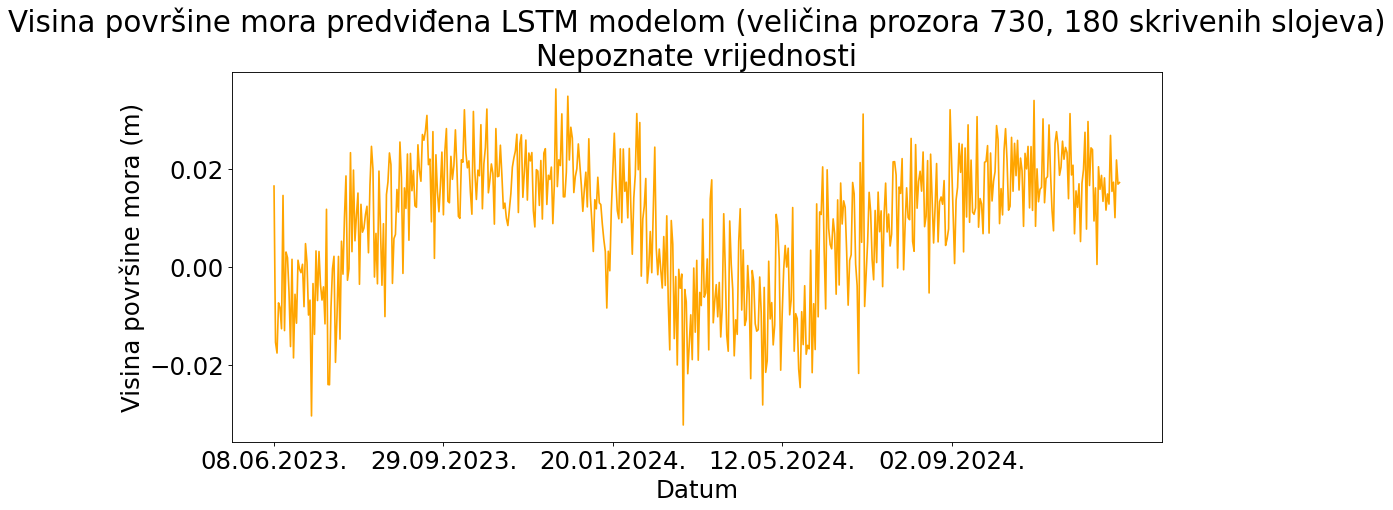 Visina površine mora predviđena LSTM modelom (veličina prozora 730, 180 skrivenih slojeva)
Nepoznate vrijednosti
Visina površine mora (m)
0.02
0.00
−0.02
08.06.2023. 29.09.2023. 20.01.2024. 12.05.2024. 02.09.2024.
Datum